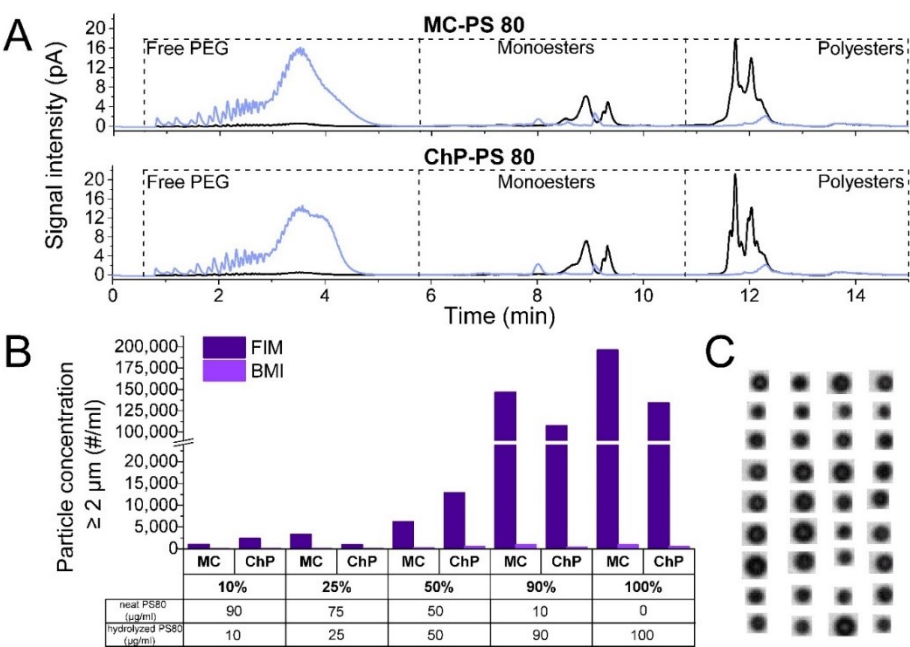 A
MC-PS 80
Signal intensity (pA)
20
16
12
8
4
0
Free PEG
Monoesters
Polyesters
ChP-PS 80
20
16
12
8
4
0
Free PEG
Monoesters
Polyesters
0 2 4 6 8 10 12 14
Time (min)
B
Particle concentration
≥ 2 µm (#/ml)
200,000
175,000
150,000
125,000
100,000
20,000
15,000
10,000
5,000
0
FIM
BMI
MC ChP MC ChP MC ChP MC ChP MC ChP
10% 25% 50% 90% 100%
neat PS80
(µg/ml)
90 75 50 10 0
hydrolyzed PS80
(µg/ml)
10 25 50 90 100
C